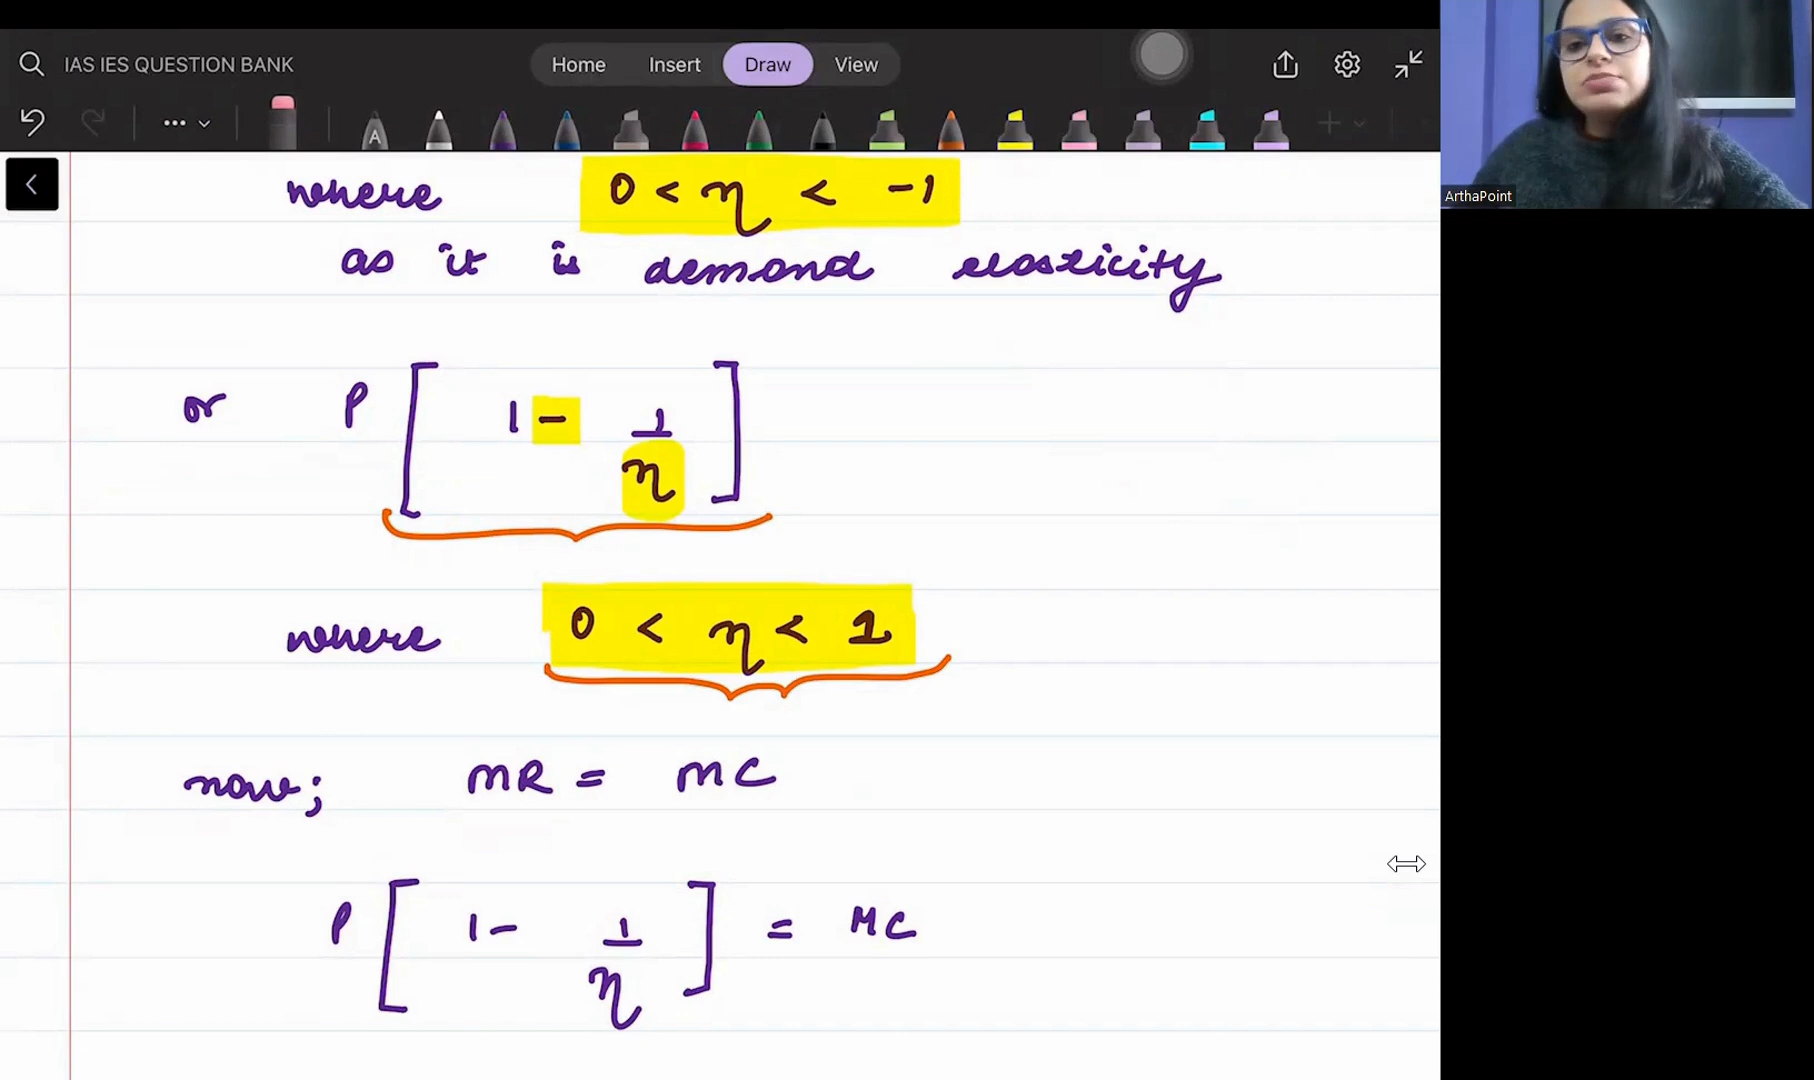 IAS IES QUESTION BANK
Home Insert Draw View
A
ArthaPoint
where 0 < η < -1
as it is demand elasticity
or P [ 1 - 1/η ]
where 0 < η < 1
now; MR = MC
P [ 1 - 1/η ] = MC